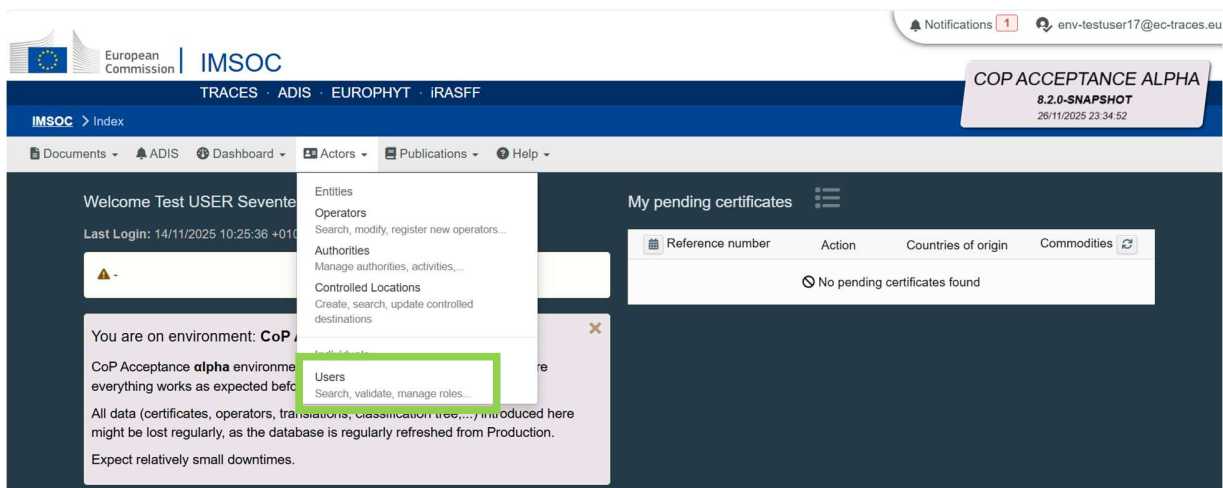 Notifications 1 env-testuser17@ec-traces.eu
European
Commission
IMSOC
TRACES · ADIS · EUROPHYT · iRASFF
COP ACCEPTANCE ALPHA
8.2.0-SNAPSHOT
26/11/2025 23:34:52
IMSOC > Index
Documents ADIS Dashboard Actors Publications Help
Welcome Test USER Sevente
Last Login: 14/11/2025 10:25:36 +010
-
You are on environment: CoP
CoP Acceptance αlpha environme re
everything works as expected befo
All data (certificates, operators, translations, classification tree,...) introduced here
might be lost regularly, as the database is regularly refreshed from Production.
Expect relatively small downtimes.
Entities
Operators
Search, modify, register new operators...
Authorities
Manage authorities, activities,...
Controlled Locations
Create, search, update controlled
destinations
Individuals
Users
Search, validate, manage roles...
My pending certificates
Reference number Action Countries of origin Commodities
No pending certificates found